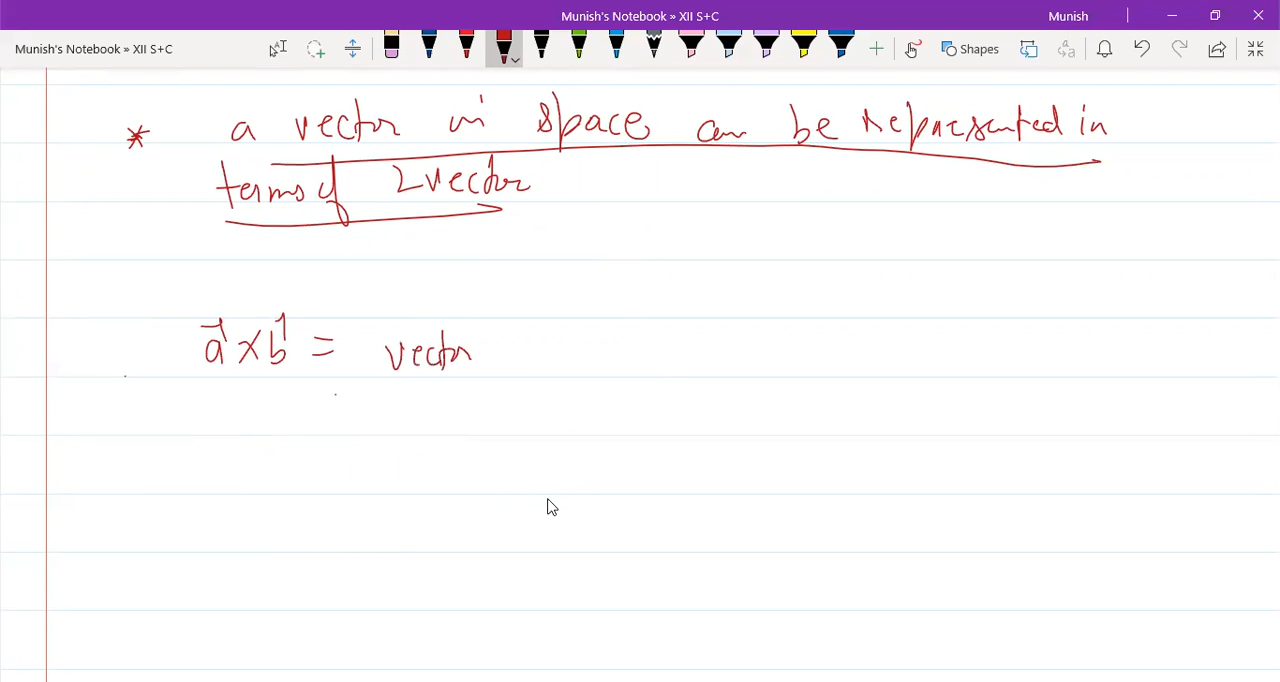 Munish's Notebook » XII S+C
Munish
Munish's Notebook » XII S+C
Shapes
* a vector in space can be represented in
terms of 2 vector
a⃗ × b⃗ = vector